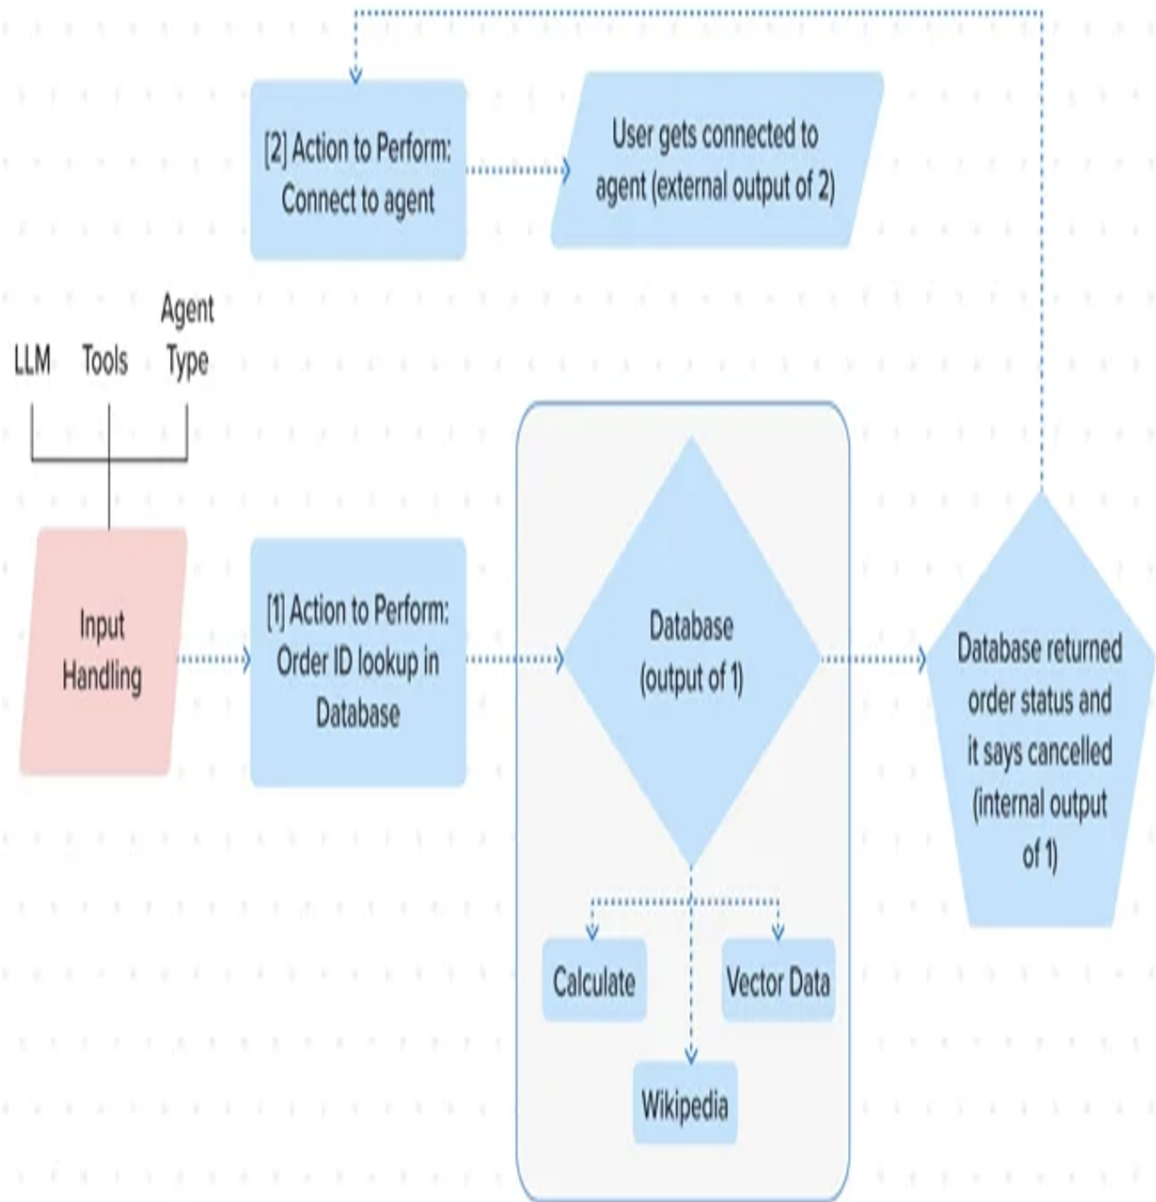 [2] Action to Perform:
Connect to agent
User gets connected to
agent (external output of 2)
LLM
Tools
Agent
Type
Input
Handling
[1] Action to Perform:
Order ID lookup in
Database
Database
(output of 1)
Database returned
order status and
it says cancelled
(internal output
of 1)
Calculate
Vector Data
Wikipedia